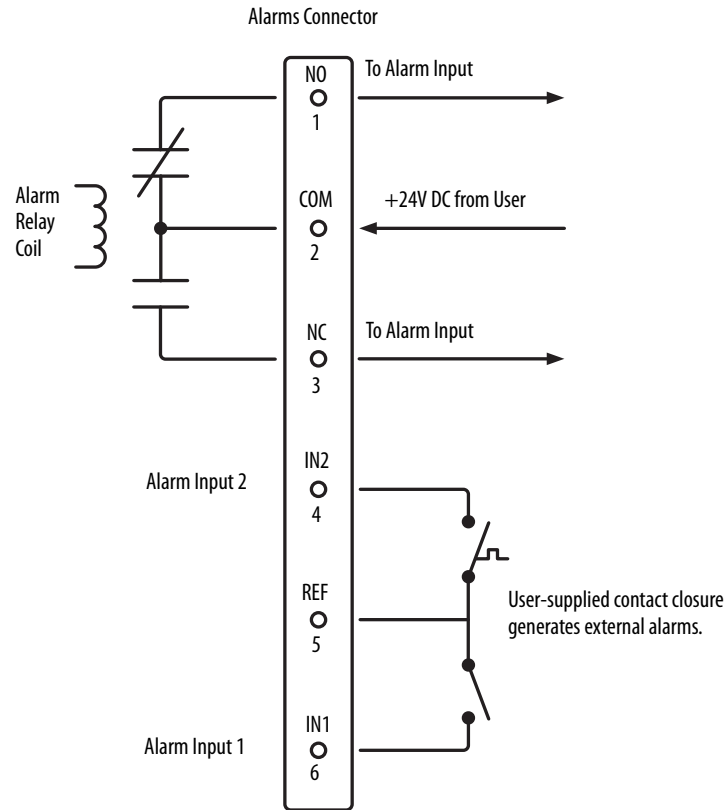 Alarms Connector
NO
To Alarm Input
1
Alarm
Relay
Coil
COM
+24V DC from User
2
NC
To Alarm Input
3
IN2
Alarm Input 2
4
REF
5
User-supplied contact closure
generates external alarms.
IN1
Alarm Input 1
6